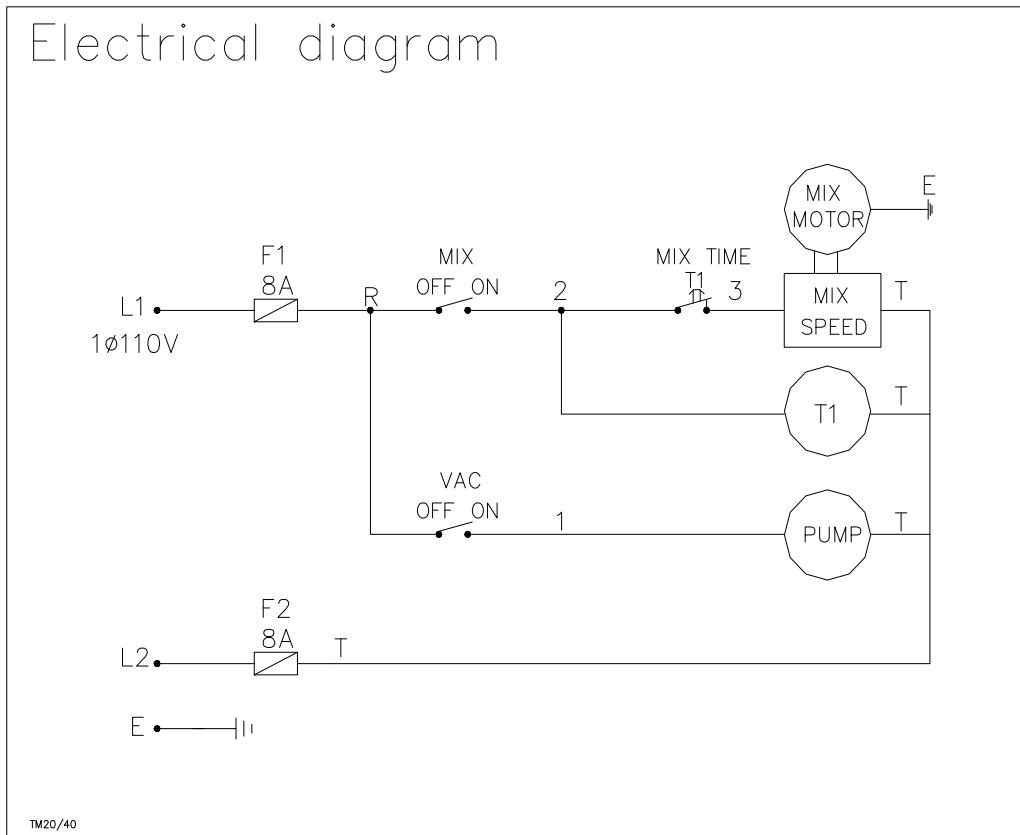 Electrical diagram
MIX
MOTOR
E
F1
8A
MIX
OFF ON
MIX TIME
T1
L1
R
2
3
MIX
SPEED
T
1ø110V
T1
T
VAC
OFF ON
1
PUMP
T
F2
8A
L2
T
E
TM20/40